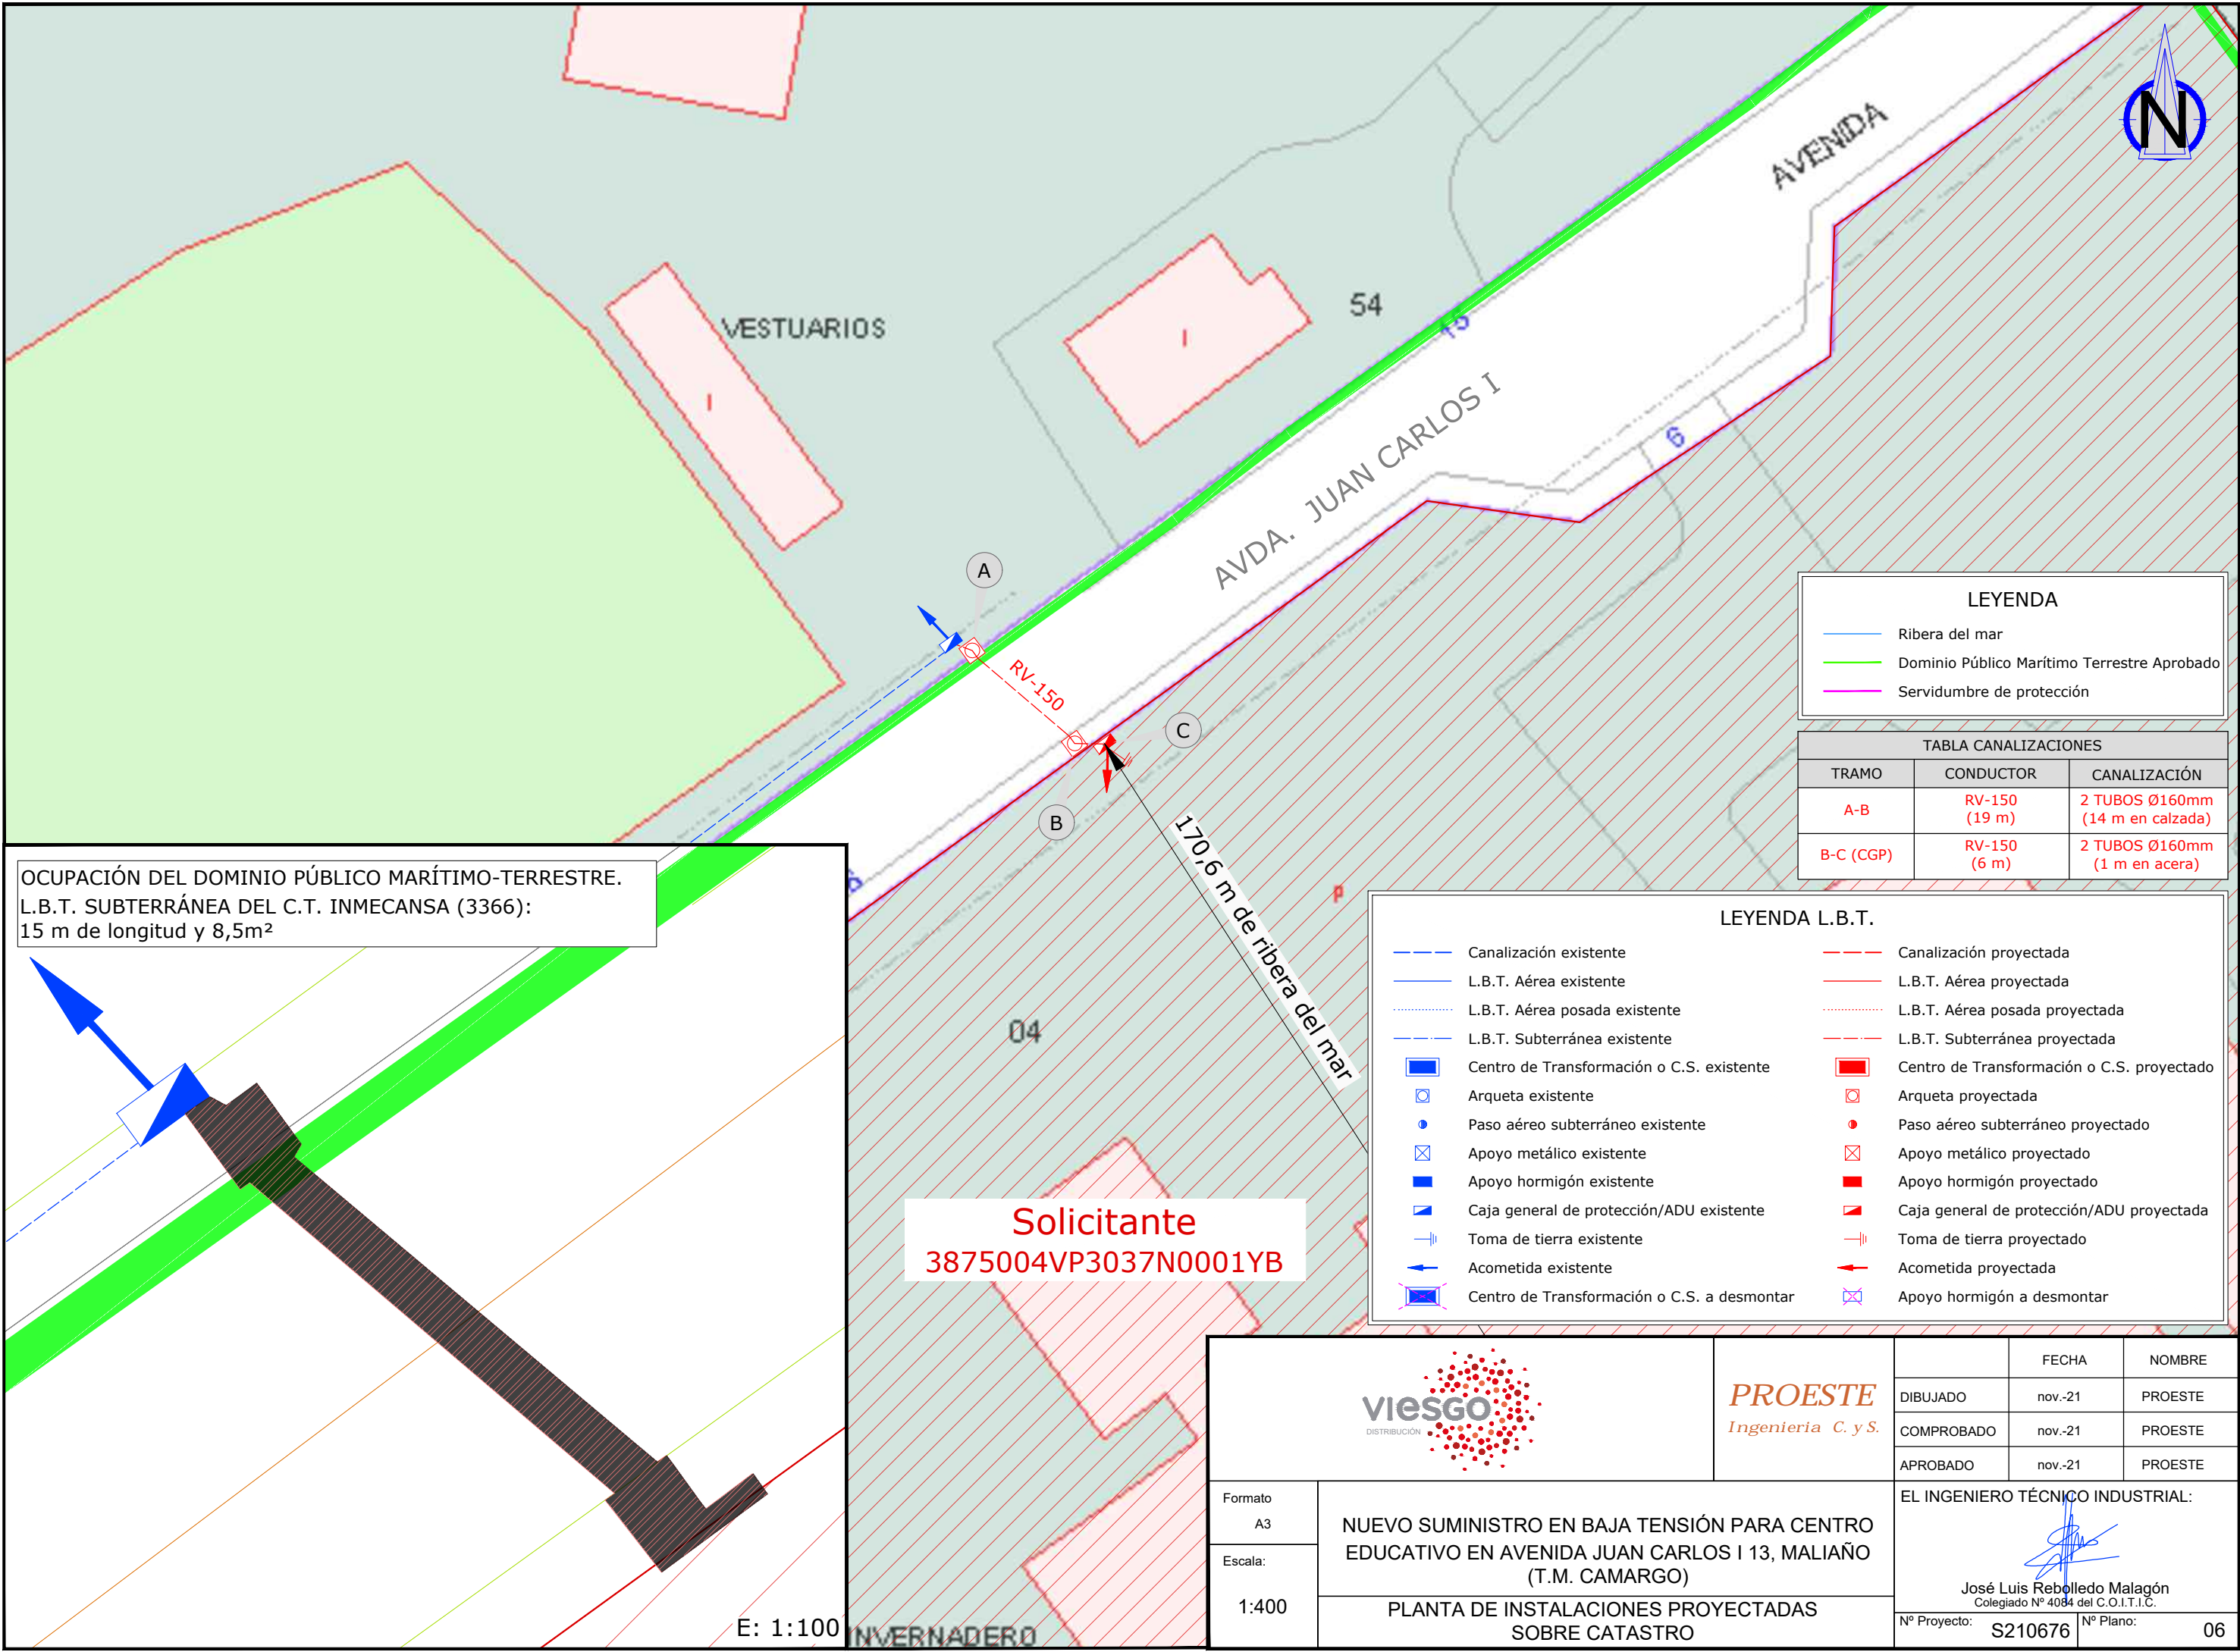 AVENIDA
N
VESTUARIOS
I
I
54
15
AVDA. JUAN CARLOS I
6
A
RV-150
C
B
LEYENDA
Ribera del mar
Dominio Público Marítimo Terrestre Aprobado
Servidumbre de protección
TABLA CANALIZACIONES
TRAMO CONDUCTOR CANALIZACIÓN
A-B RV-150 (19 m) 2 TUBOS Ø160mm (14 m en calzada)
B-C (CGP) RV-150 (6 m) 2 TUBOS Ø160mm (1 m en acera)
170,6 m de ribera del mar
P
04
OCUPACIÓN DEL DOMINIO PÚBLICO MARÍTIMO-TERRESTRE.
L.B.T. SUBTERRÁNEA DEL C.T. INMECANSA (3366):
15 m de longitud y 8,5m²
E: 1:100
LEYENDA L.B.T.
Canalización existente
Canalización proyectada
L.B.T. Aérea existente
L.B.T. Aérea proyectada
L.B.T. Aérea posada existente
L.B.T. Aérea posada proyectada
L.B.T. Subterránea existente
L.B.T. Subterránea proyectada
Centro de Transformación o C.S. existente
Centro de Transformación o C.S. proyectado
Arqueta existente
Arqueta proyectada
Paso aéreo subterráneo existente
Paso aéreo subterráneo proyectado
Apoyo metálico existente
Apoyo metálico proyectado
Apoyo hormigón existente
Apoyo hormigón proyectado
Caja general de protección/ADU existente
Caja general de protección/ADU proyectada
Toma de tierra existente
Toma de tierra proyectado
Acometida existente
Acometida proyectada
Centro de Transformación o C.S. a desmontar
Apoyo hormigón a desmontar
Solicitante
3875004VP3037N0001YB
INVERNADERO
viesgo
DISTRIBUCIÓN
PROESTE
Ingenieria C. y S.
FECHA NOMBRE
DIBUJADO nov.-21 PROESTE
COMPROBADO nov.-21 PROESTE
APROBADO nov.-21 PROESTE
Formato
A3
Escala:
1:400
NUEVO SUMINISTRO EN BAJA TENSIÓN PARA CENTRO
EDUCATIVO EN AVENIDA JUAN CARLOS I 13, MALIAÑO
(T.M. CAMARGO)
PLANTA DE INSTALACIONES PROYECTADAS
SOBRE CATASTRO
EL INGENIERO TÉCNICO INDUSTRIAL:
José Luis Rebolledo Malagón
Colegiado Nº 4084 del C.O.I.T.I.C.
Nº Proyecto: S210676
Nº Plano: 06